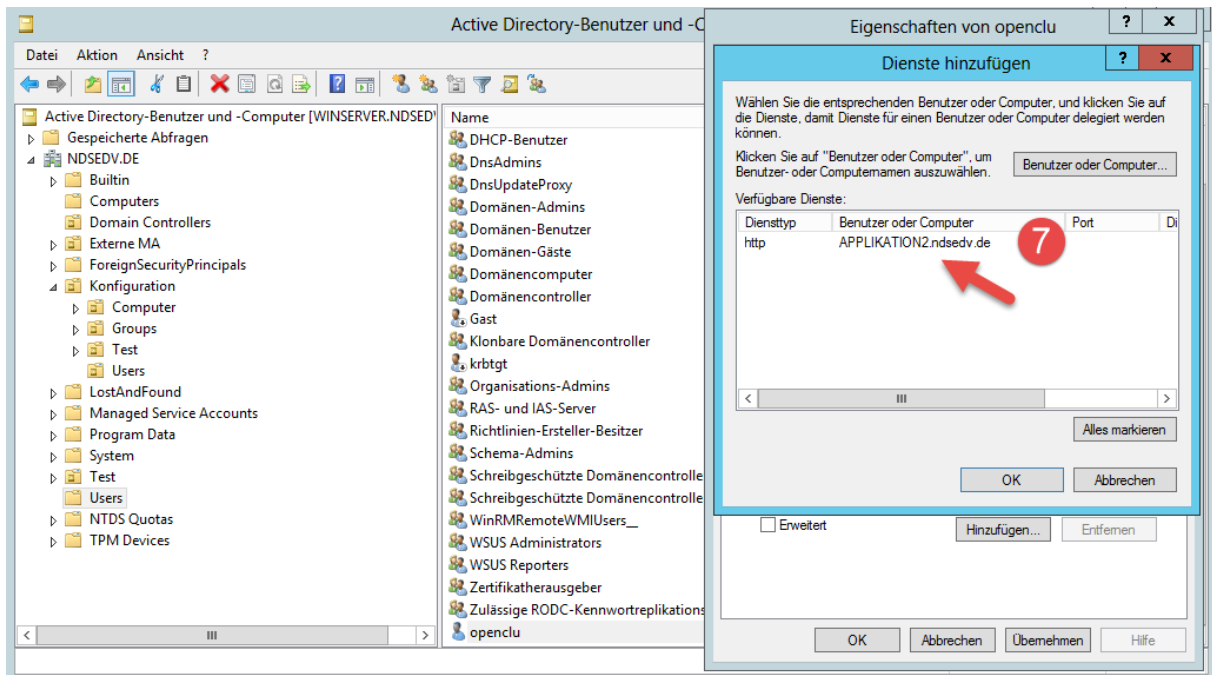 Active Directory-Benutzer und -C
Datei Aktion Ansicht ?
Active Directory-Benutzer und -Computer [WINSERVER.NDSED
Gespeicherte Abfragen
NDSEDV.DE
Builtin
Computers
Domain Controllers
Externe MA
ForeignSecurityPrincipals
Konfiguration
Computer
Groups
Test
Users
LostAndFound
Managed Service Accounts
Program Data
System
Test
Users
NTDS Quotas
TPM Devices
Name
DHCP-Benutzer
DnsAdmins
DnsUpdateProxy
Domänen-Admins
Domänen-Benutzer
Domänen-Gäste
Domänencomputer
Domänencontroller
Gast
Klonbare Domänencontroller
krbtgt
Organisations-Admins
RAS- und IAS-Server
Richtlinien-Ersteller-Besitzer
Schema-Admins
Schreibgeschützte Domänencontrolle
Schreibgeschützte Domänencontrolle
WinRMRemoteWMIUsers__
WSUS Administrators
WSUS Reporters
Zertifikatherausgeber
Zulässige RODC-Kennwortreplikations
openclu
Eigenschaften von openclu ? x
Dienste hinzufügen ? x
Wählen Sie die entsprechenden Benutzer oder Computer, und klicken Sie auf
die Dienste, damit Dienste für einen Benutzer oder Computer delegiert werden
können.
Klicken Sie auf "Benutzer oder Computer", um
Benutzer- oder Computernamen auszuwählen.
Benutzer oder Computer...
Verfügbare Dienste:
Diensttyp Benutzer oder Computer Port Di
http APPLIKATION2.ndsedv.de
7
Alles markieren
OK Abbrechen
Erweitert Hinzufügen... Entfernen
OK Abbrechen Übernehmen Hilfe